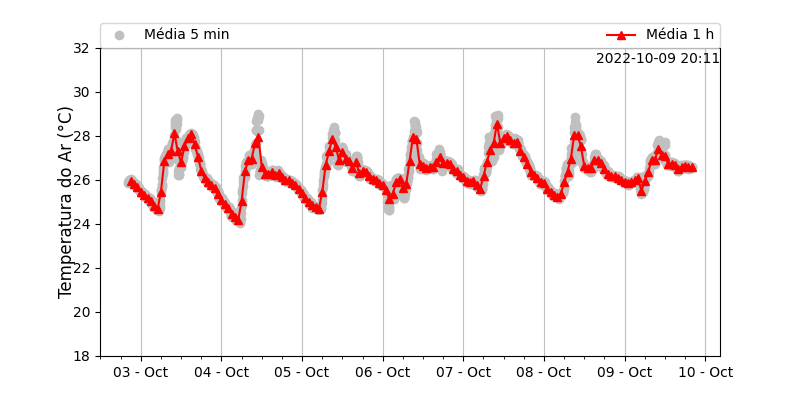 Média 5 min
Média 1 h
2022-10-09 20:11
Temperatura do Ar (°C)
32
30
28
26
24
22
20
18
03 - Oct
04 - Oct
05 - Oct
06 - Oct
07 - Oct
08 - Oct
09 - Oct
10 - Oct